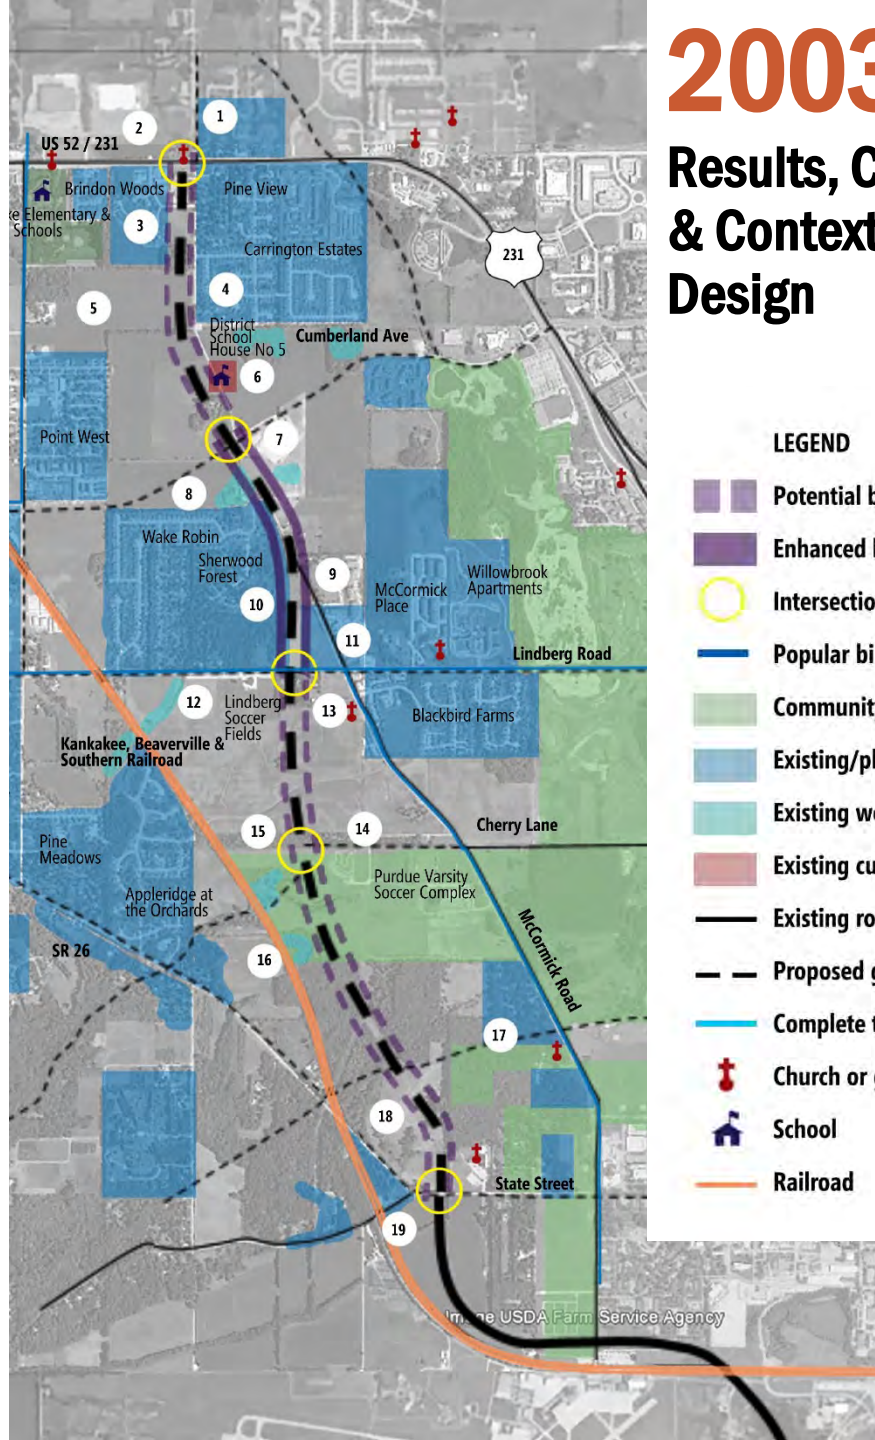 2003
Results, C
& Context
Design
LEGEND
Potential b
Enhanced
Intersectio
Popular bi
Communit
Existing/pl
Existing we
Existing cu
Existing ro
Proposed g
Complete t
Church or g
School
Railroad
1
2
US 52 / 231
Brindon Woods
Pine View
ke Elementary &
Schools
3
Carrington Estates
231
4
5
District
School
House No 5
Cumberland Ave
6
Point West
7
8
Wake Robin
Sherwood
Forest
9
McCormick
Place
Willowbrook
Apartments
10
11
Lindberg Road
12
Lindberg
Soccer
Fields
13
Blackbird Farms
Kankakee, Beaverville &
Southern Railroad
15
14
Cherry Lane
Pine
Meadows
Purdue Varsity
Soccer Complex
Appleridge at
the Orchards
McCormick Road
SR 26
16
17
18
State Street
19
Image USDA Farm Service Agency